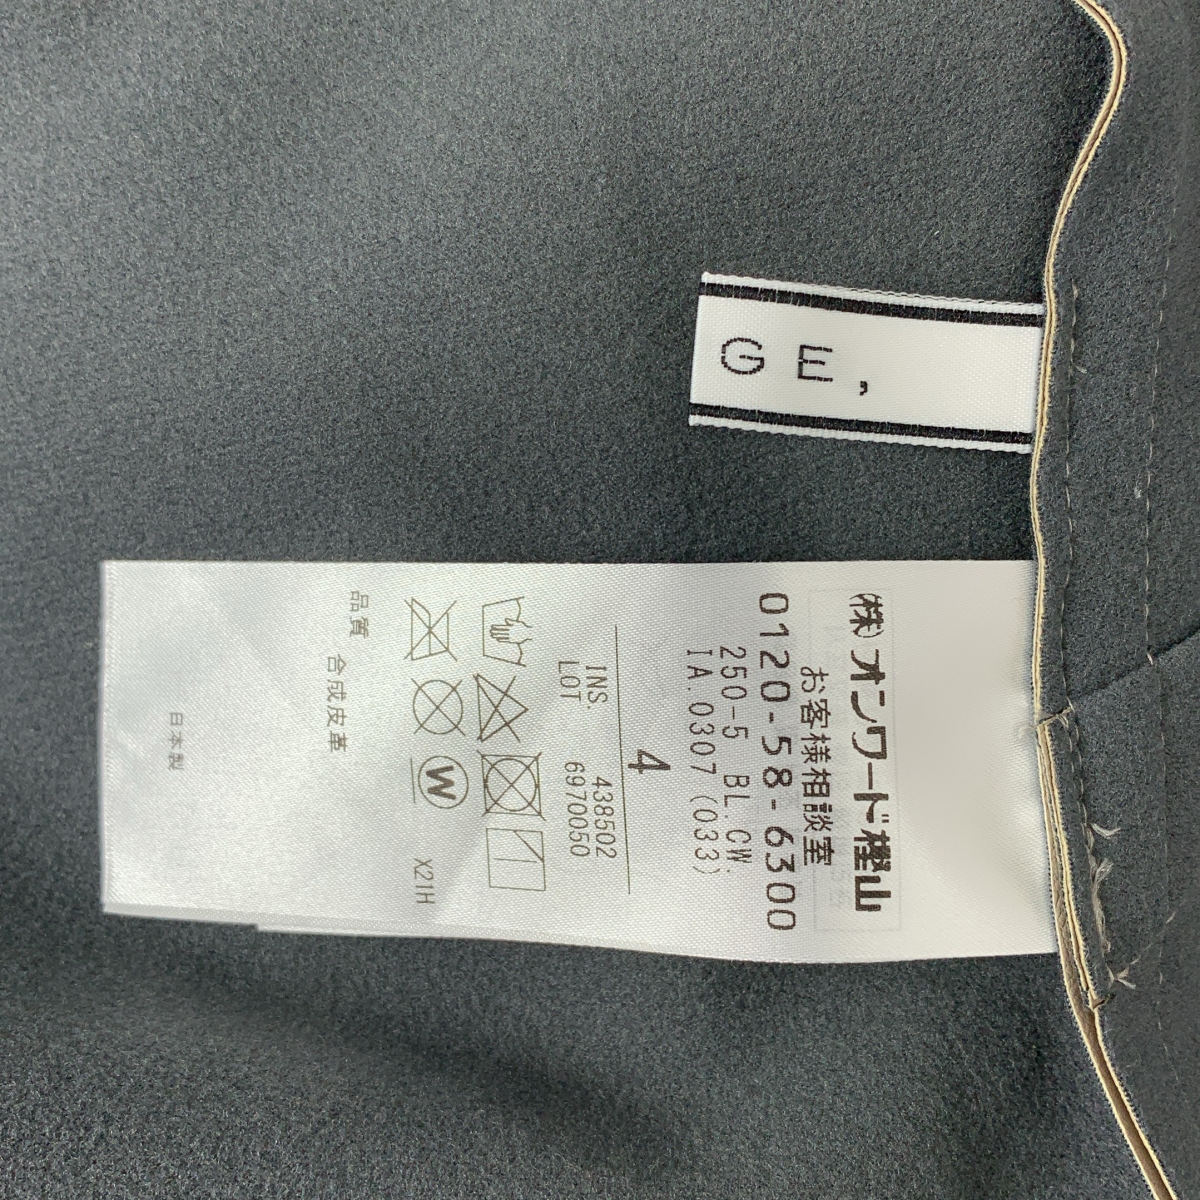 GE,
(株)オンワード樫山
お客様相談室
0120-58-6300
250-5 BL.CW.
IA.0307(033)
4
INS 438502
LOT 6970050
W X21H
品質 合成皮革
日本製